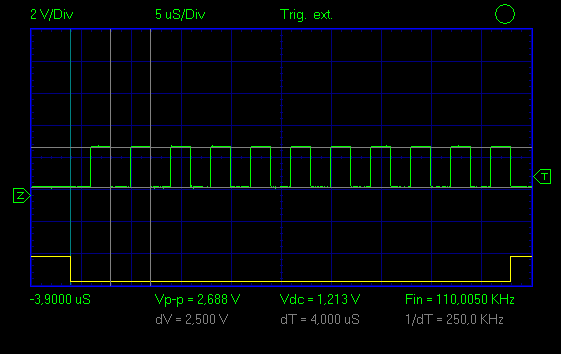 2 V/Div 5 uS/Div Trig. ext.
Z T
-3,9000 uS Vp-p = 2,688 V Vdc = 1,213 V Fin = 110,0050 KHz
dV = 2,500 V dT = 4,000 uS 1/dT = 250,0 KHz